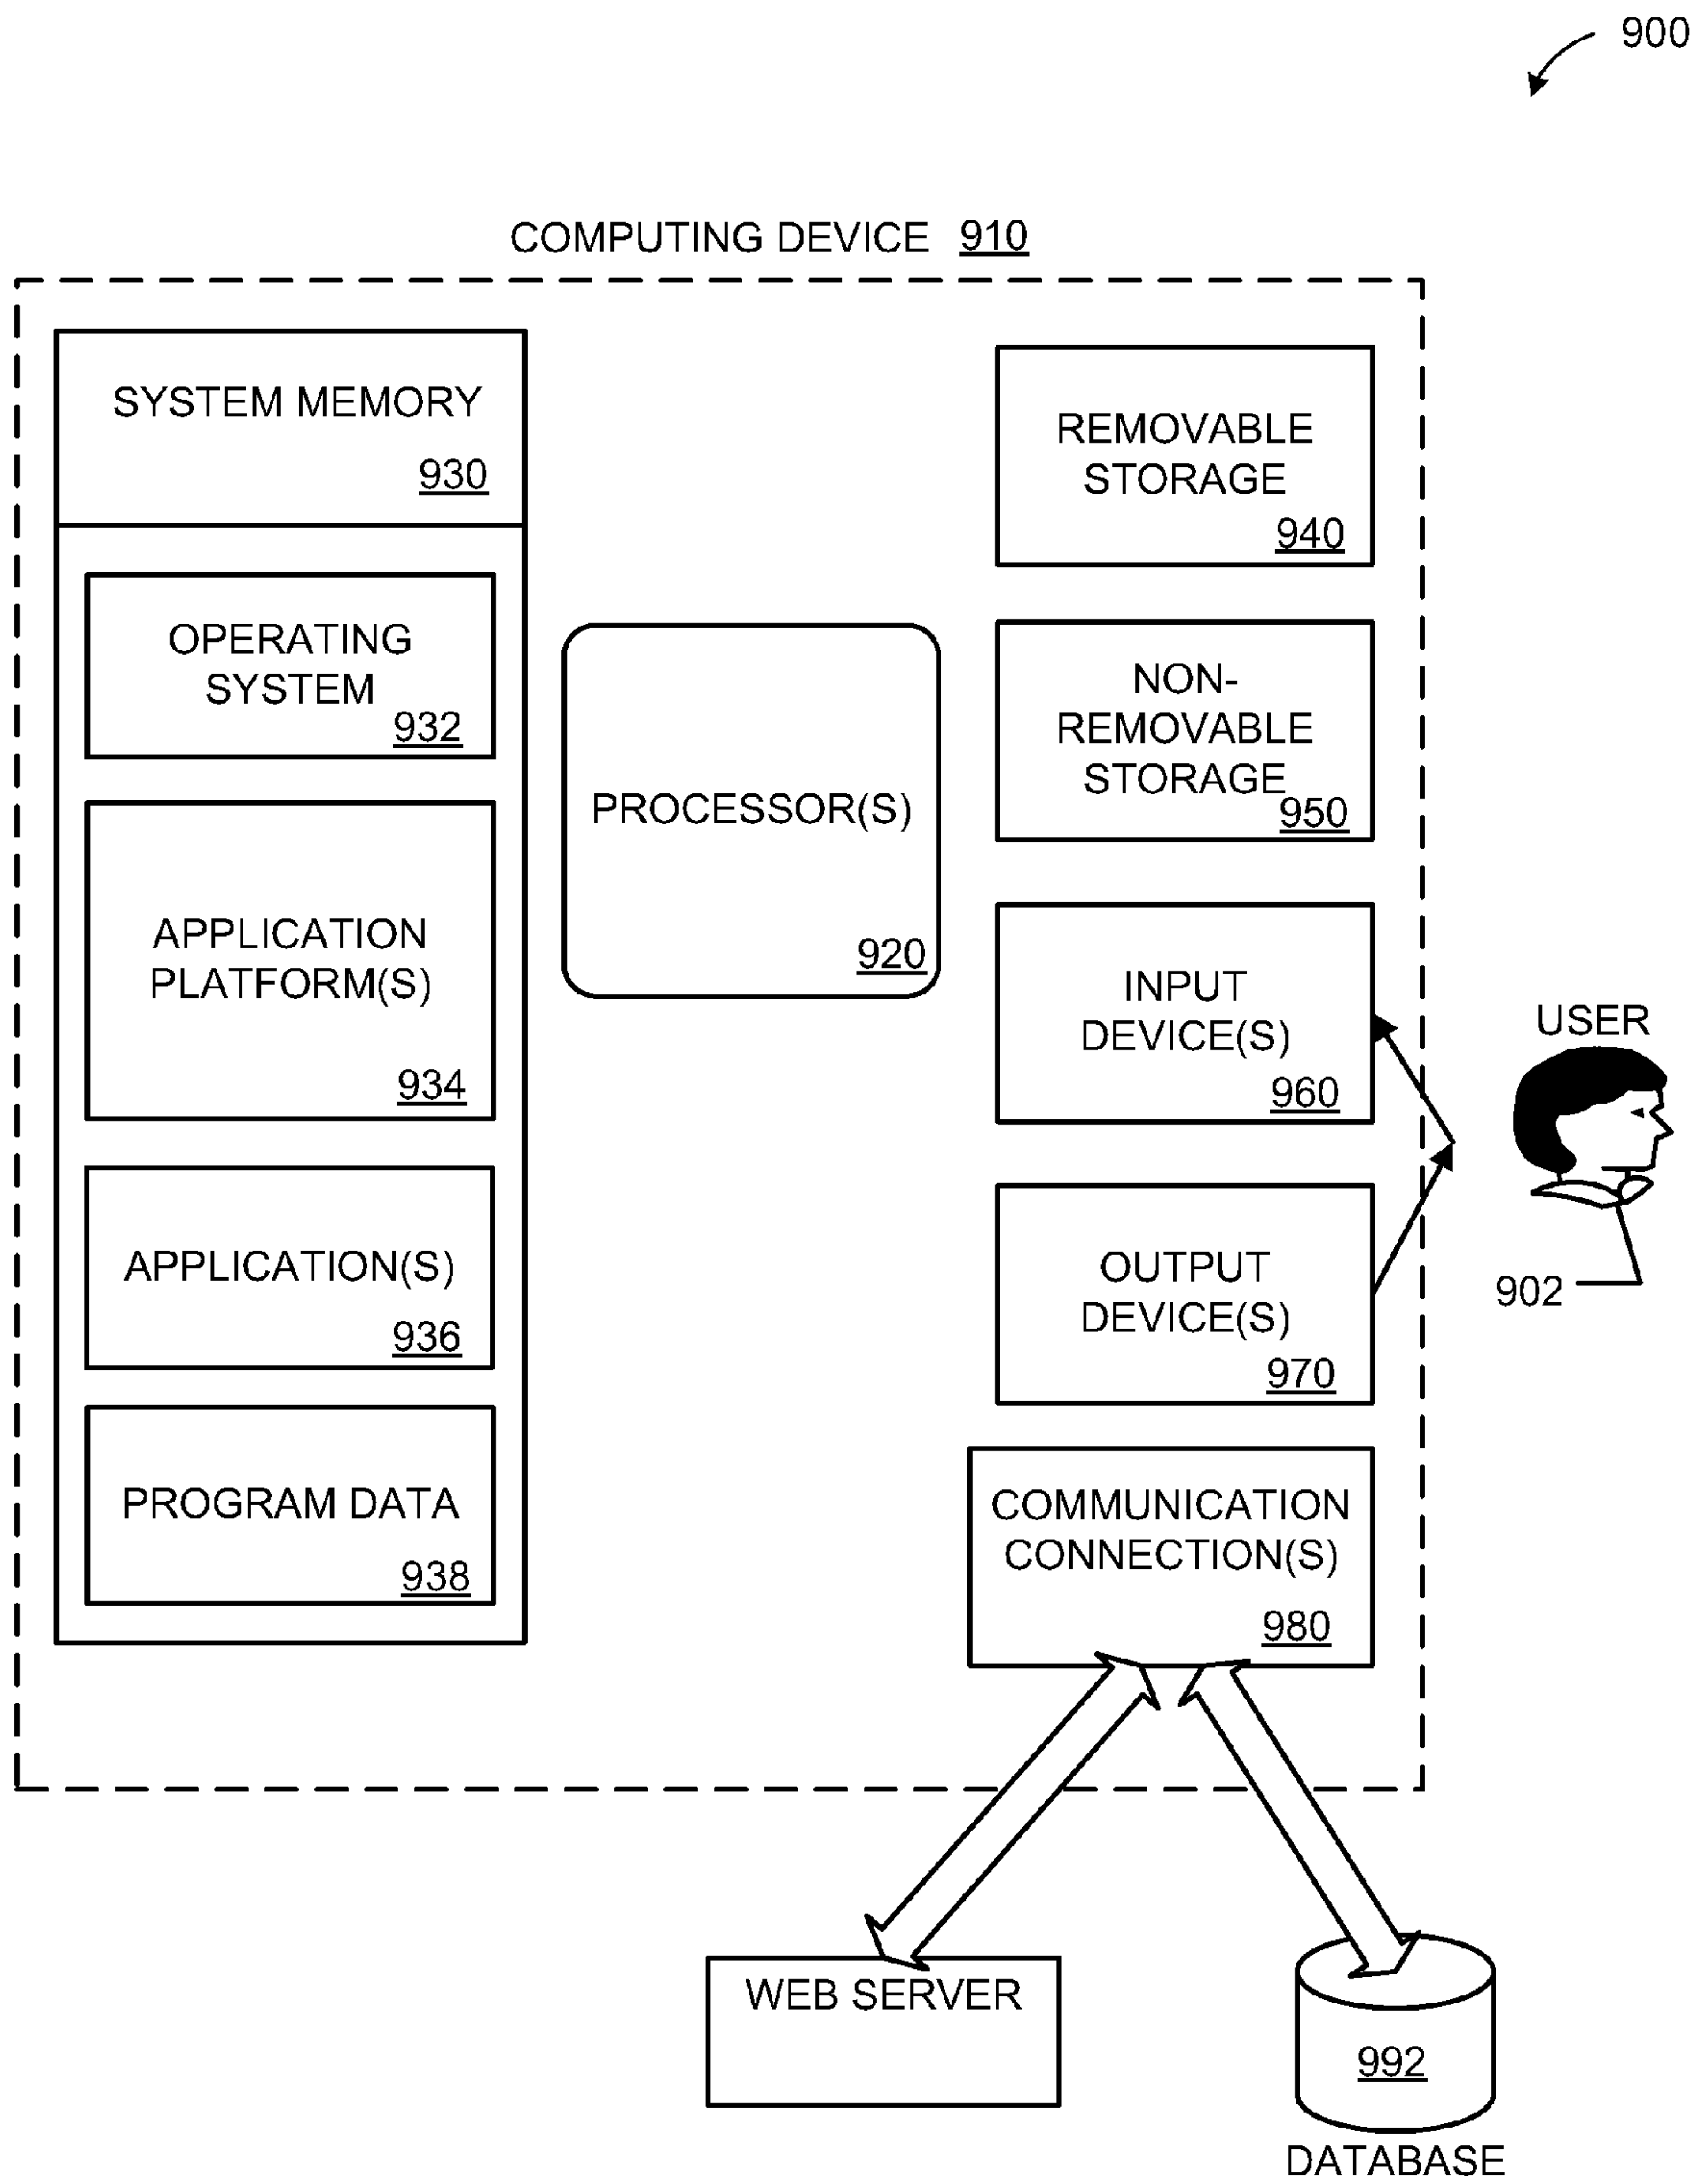 900
COMPUTING DEVICE 910
SYSTEM MEMORY
930
OPERATING
SYSTEM
932
APPLICATION
PLATFORM(S)
934
APPLICATION(S)
936
PROGRAM DATA
938
PROCESSOR(S)
920
REMOVABLE
STORAGE
940
NON-
REMOVABLE
STORAGE
950
INPUT
DEVICE(S)
960
OUTPUT
DEVICE(S)
970
COMMUNICATION
CONNECTION(S)
980
USER
902
WEB SERVER
992
DATABASE